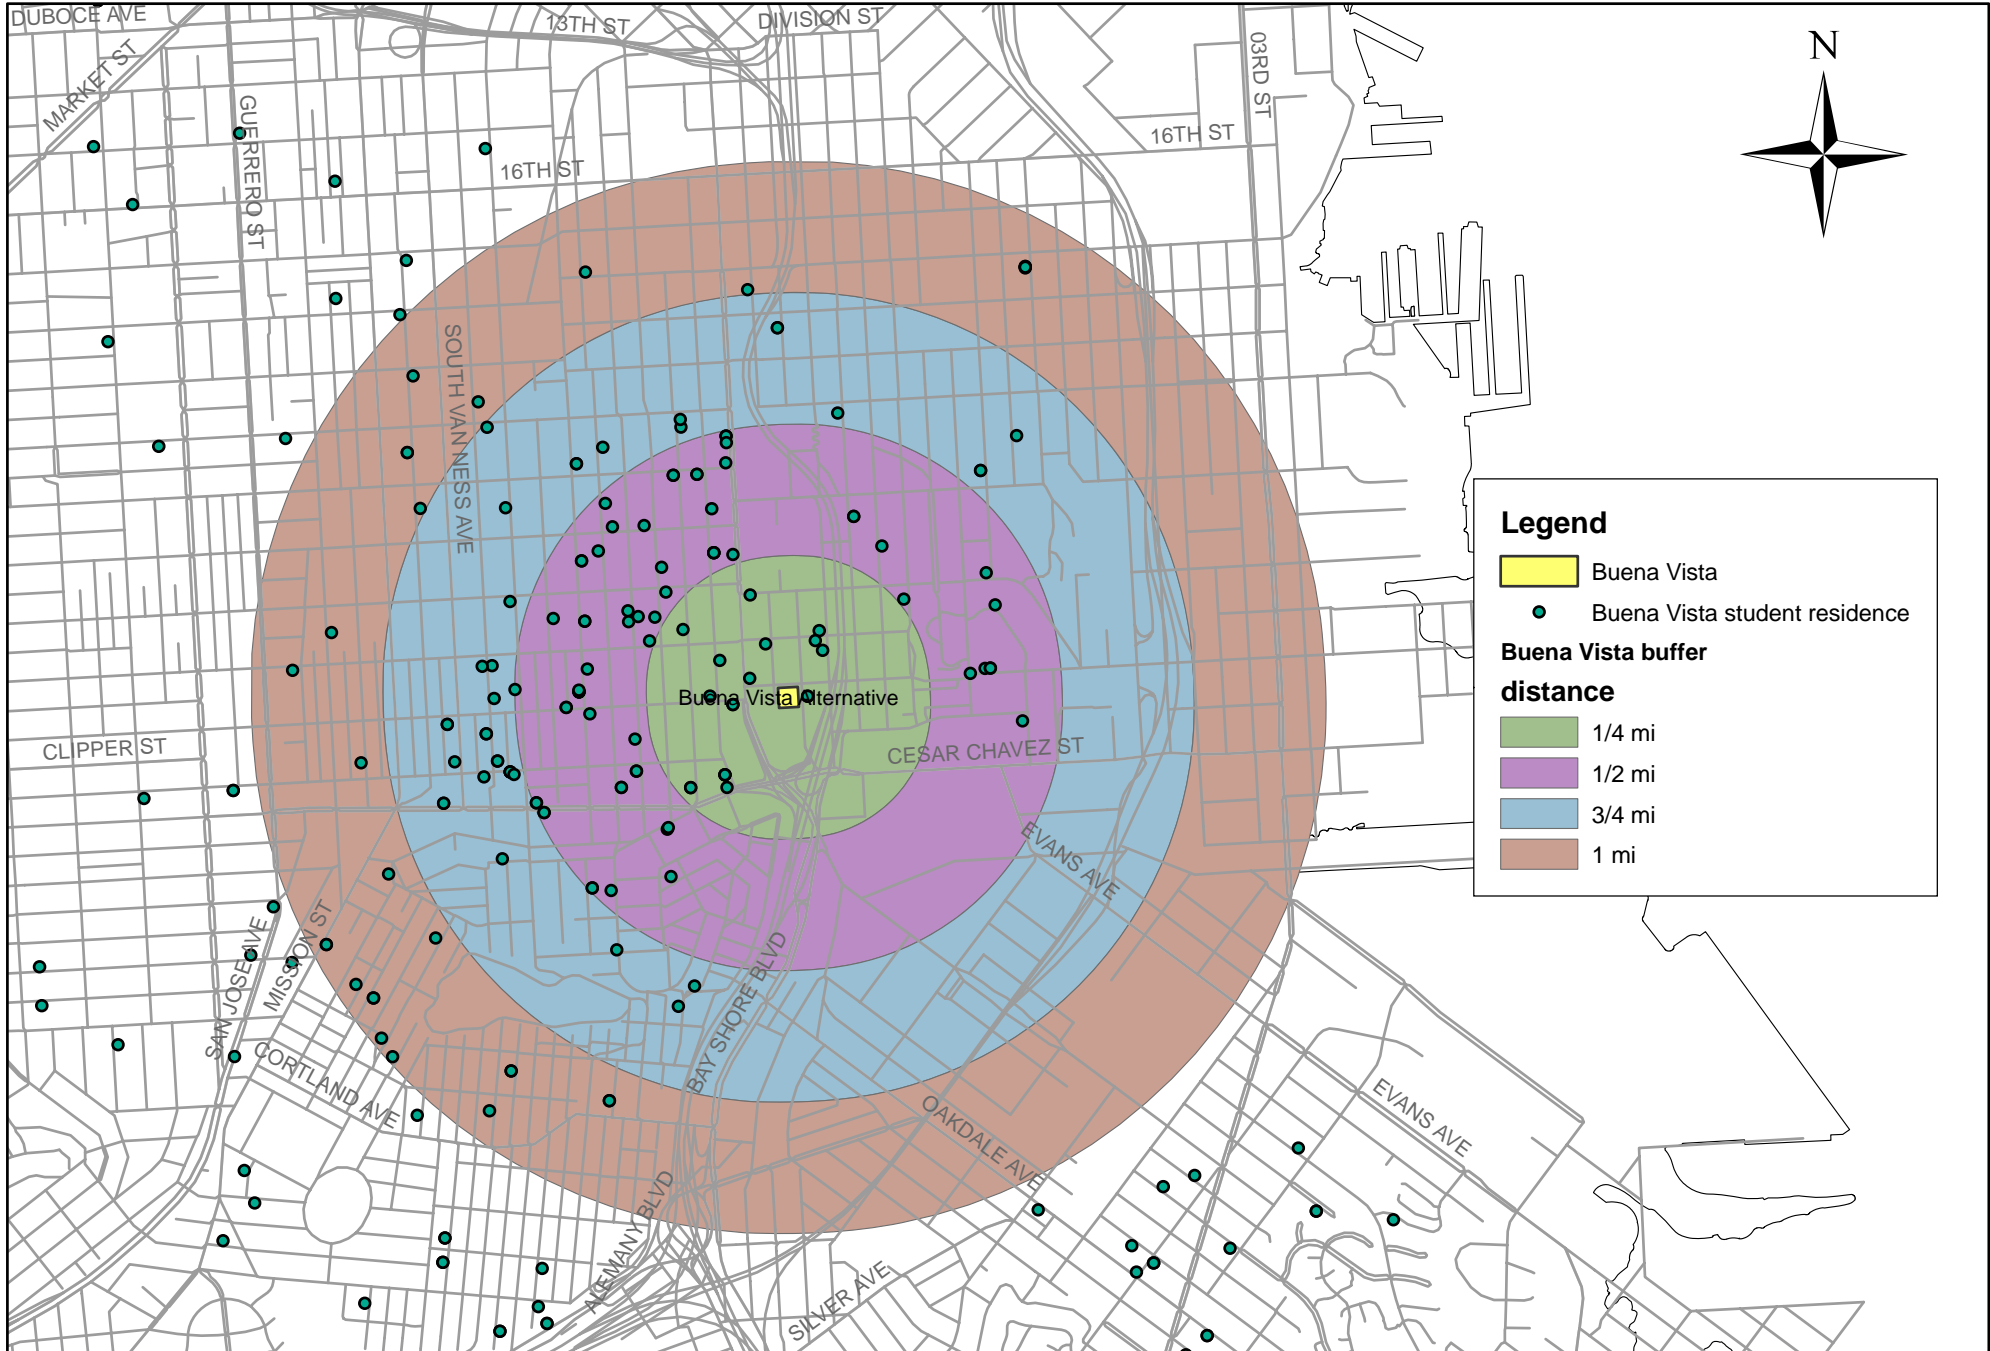 DUBOCE AVE
13TH ST
DIVISION ST
N
MARKET ST
GUERRERO ST
03RD ST
16TH ST
16TH ST
SOUTH VAN NESS AVE
Legend
Buena Vista
Buena Vista student residence
Buena Vista buffer
distance
1/4 mi
1/2 mi
3/4 mi
1 mi
Buena Vista Alternative
CLIPPER ST
CESAR CHAVEZ ST
EVANS AVE
SAN JOSE AVE
MISSION ST
BAY SHORE BLVD
CORTLAND AVE
OAKDALE AVE
EVANS AVE
ALEMANY BLVD
SILVER AVE